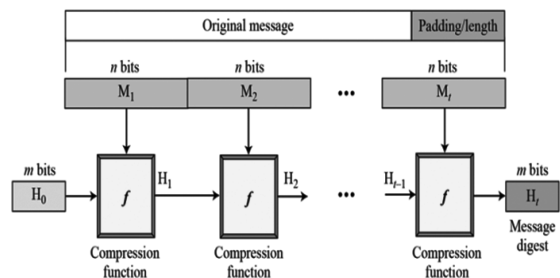 Original message Padding/length
n bits n bits n bits
M1 M2 ••• Mt
m bits H1 H2 ••• Ht–1 m bits
H0 f f f Ht
Compression function Compression function Compression function Message digest